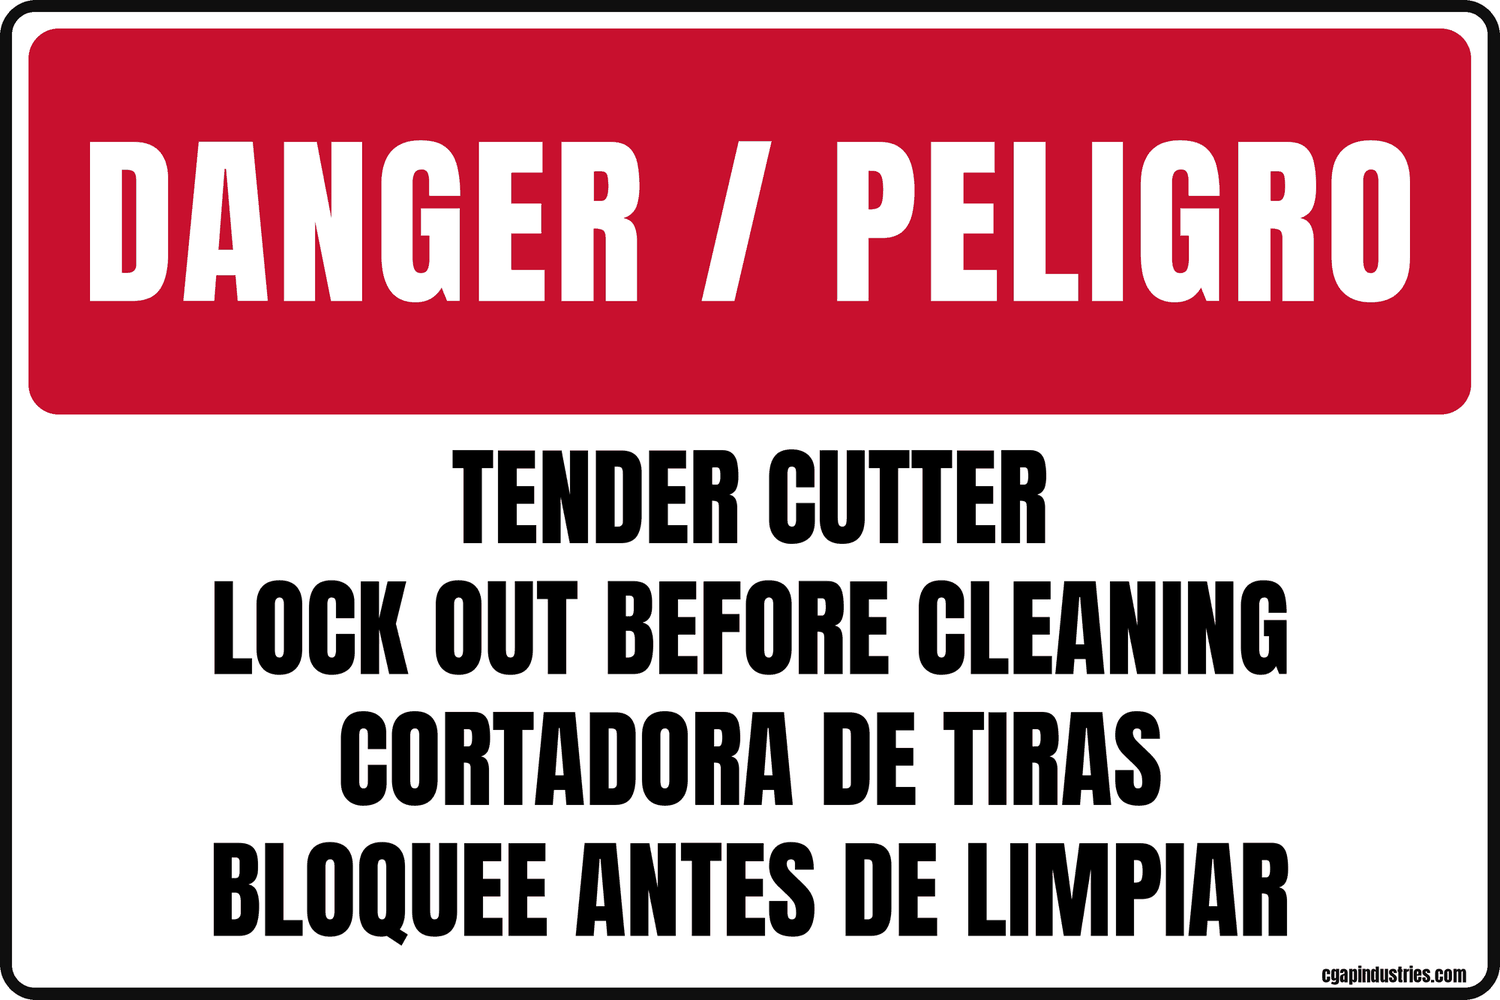 DANGER / PELIGRO
TENDER CUTTER
LOCK OUT BEFORE CLEANING
CORTADORA DE TIRAS
BLOQUEE ANTES DE LIMPIAR
cgapindustries.com